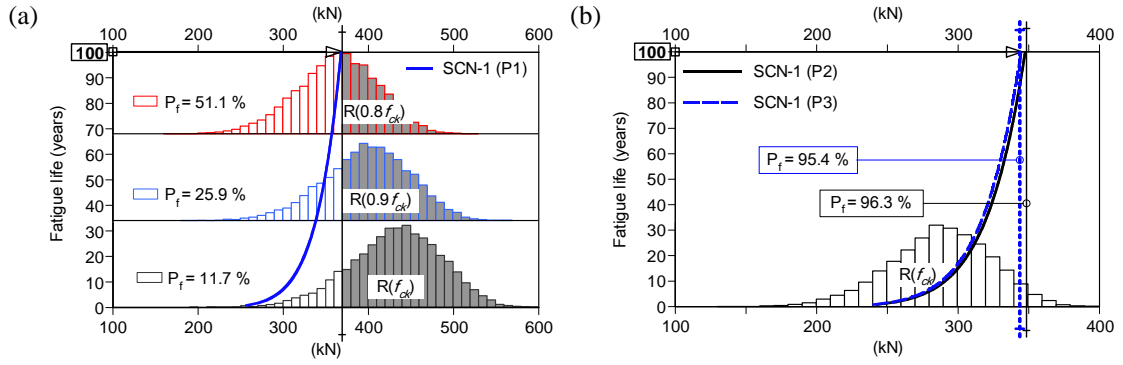 (a)
(kN)
100 200 300 400 500 600
100
90
80
70
60
50
40
30
20
10
0
Fatigue life (years)
SCN-1 (P1)
P_f = 51.1 %
R(0.8f_ck)
P_f = 25.9 %
R(0.9f_ck)
P_f = 11.7 %
R(f_ck)
100 200 300 400 500 600
(kN)
(b)
(kN)
100 200 300 400
100
90
80
70
60
50
40
30
20
10
0
Fatigue life (years)
SCN-1 (P2)
SCN-1 (P3)
P_f = 95.4 %
P_f = 96.3 %
R(f_ck)
100 200 300 400
(kN)